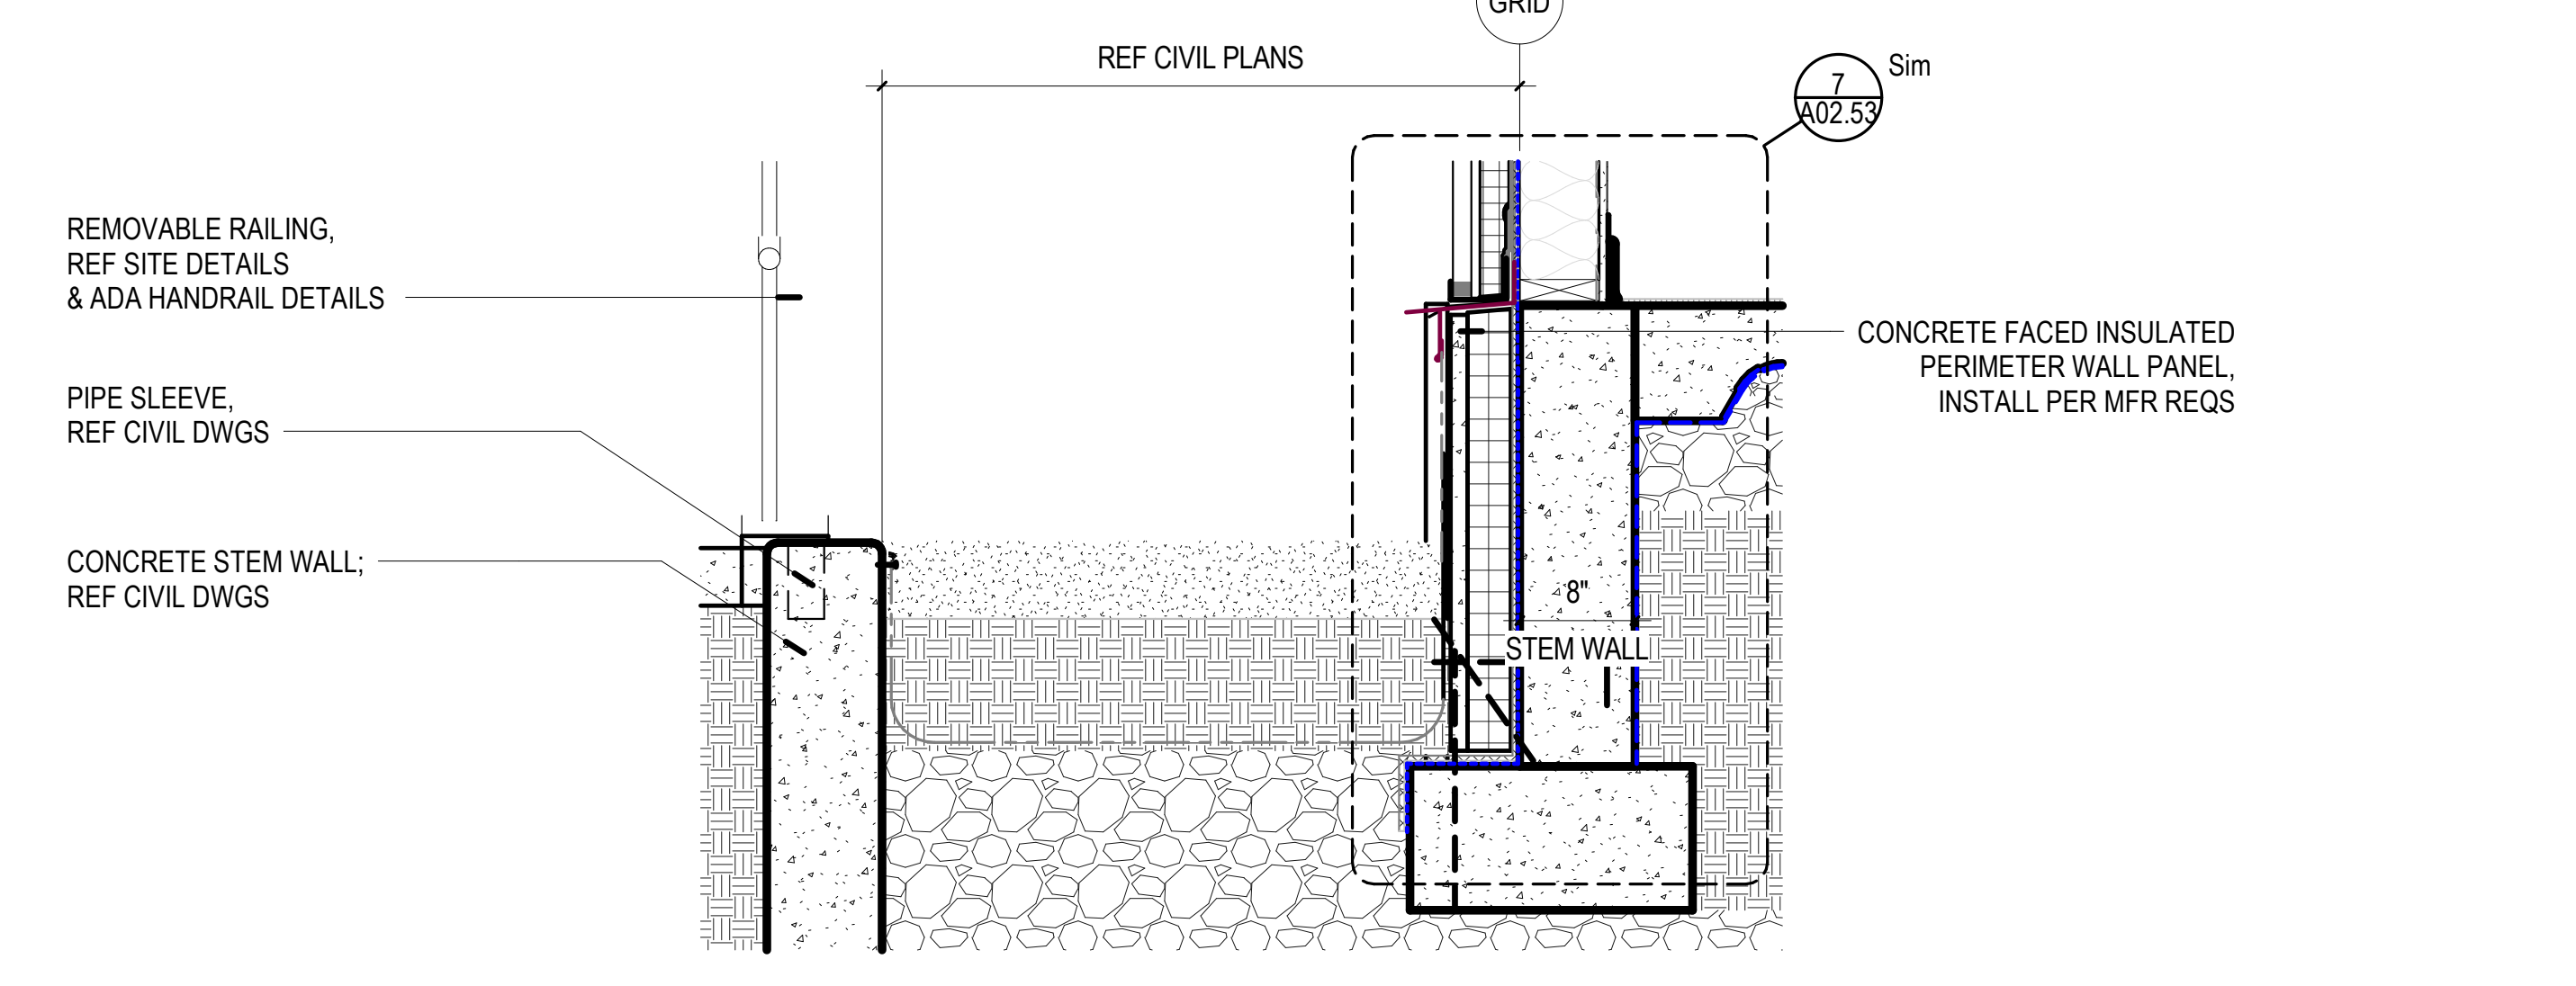 GRID
REF CIVIL PLANS
7
A02.53
Sim
REMOVABLE RAILING,
REF SITE DETAILS
& ADA HANDRAIL DETAILS
CONCRETE FACED INSULATED
PERIMETER WALL PANEL,
INSTALL PER MFR REQS
PIPE SLEEVE,
REF CIVIL DWGS
CONCRETE STEM WALL;
REF CIVIL DWGS
8"
STEM WALL